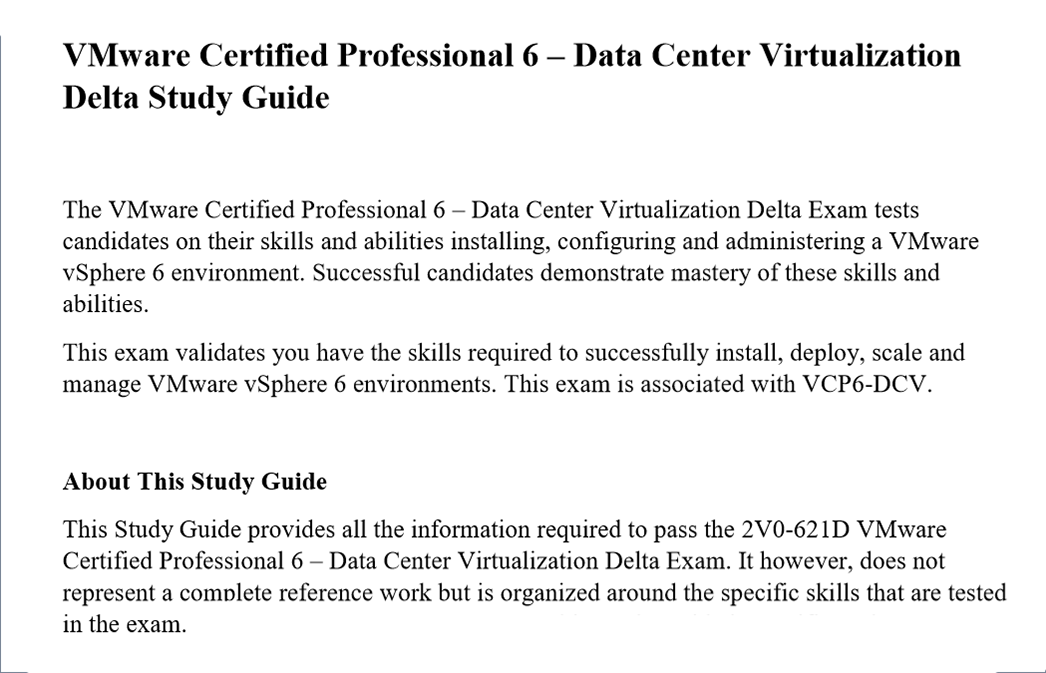 VMware Certified Professional 6 – Data Center Virtualization
Delta Study Guide
The VMware Certified Professional 6 – Data Center Virtualization Delta Exam tests
candidates on their skills and abilities installing, configuring and administering a VMware
vSphere 6 environment. Successful candidates demonstrate mastery of these skills and
abilities.
This exam validates you have the skills required to successfully install, deploy, scale and
manage VMware vSphere 6 environments. This exam is associated with VCP6-DCV.
About This Study Guide
This Study Guide provides all the information required to pass the 2V0-621D VMware
Certified Professional 6 – Data Center Virtualization Delta Exam. It however, does not
represent a complete reference work but is organized around the specific skills that are tested
in the exam.